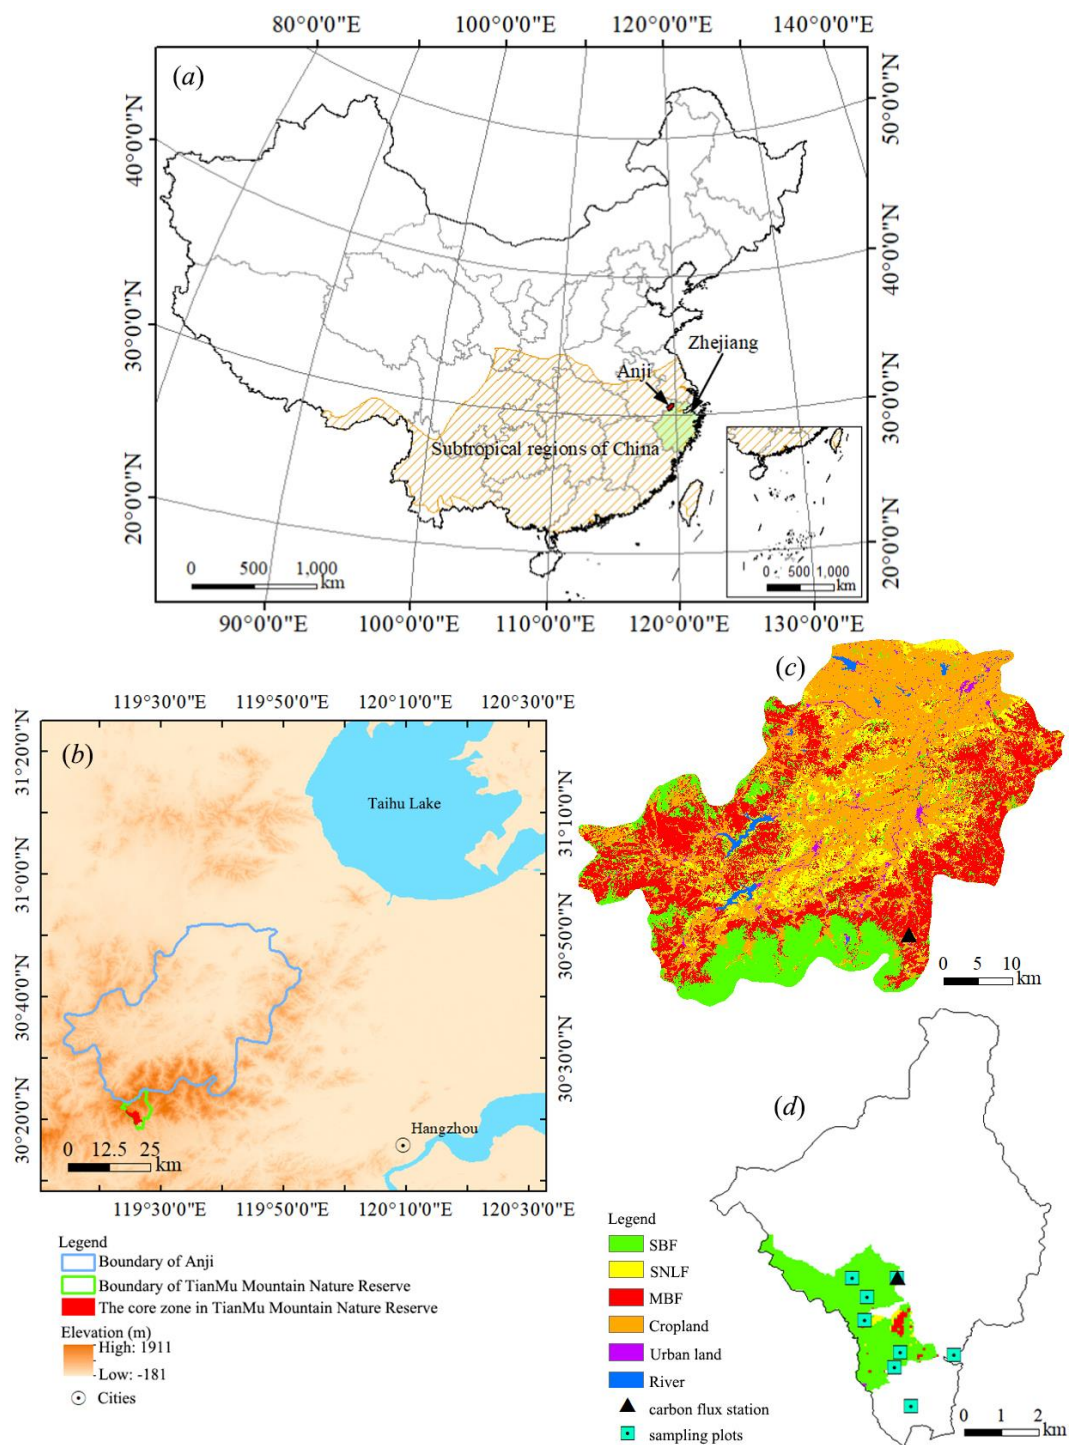 80°0'0"E 100°0'0"E 120°0'0"E 140°0'0"E
(a)
40°0'0"N
30°0'0"N
20°0'0"N
50°0'0"N
40°0'0"N
30°0'0"N
20°0'0"N
Zhejiang
Anji
Subtropical regions of China
0 500 1,000
km
0 500 1,000
km
90°0'0"E 100°0'0"E 110°0'0"E 120°0'0"E 130°0'0"E
119°30'0"E 119°50'0"E 120°10'0"E 120°30'0"E
(b)
31°20'0"N
31°0'0"N
30°40'0"N
30°20'0"N
31°10'0"N
30°50'0"N
30°30'0"N
Taihu Lake
Hangzhou
0 12.5 25
km
119°30'0"E 119°50'0"E 120°10'0"E 120°30'0"E
Legend
Boundary of Anji
Boundary of TianMu Mountain Nature Reserve
The core zone in TianMu Mountain Nature Reserve
Elevation (m)
High: 1911
Low: -181
Cities
(c)
0 5 10
km
(d)
0 1 2
km
Legend
SBF
SNLF
MBF
Cropland
Urban land
River
carbon flux station
sampling plots